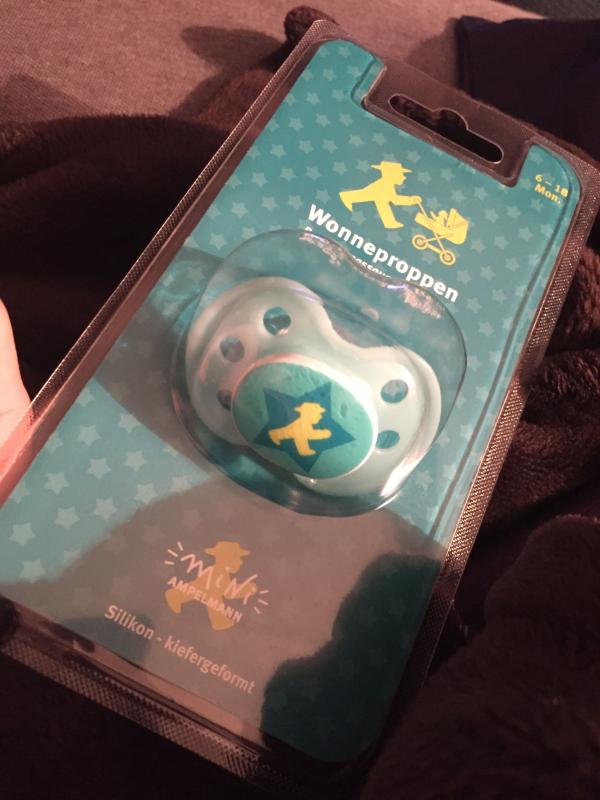 6 - 18
Mon.
Wonneproppen
mini
AMPELMANN
Silikon - kiefergeformt